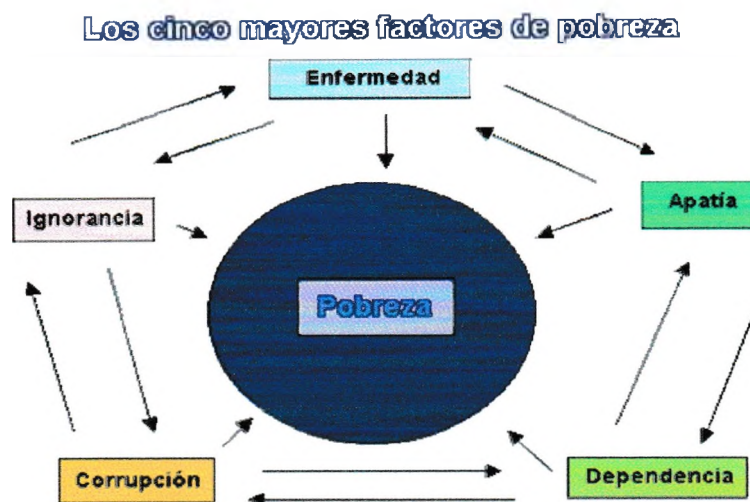 Los cinco mayores factores de pobreza
Enfermedad
Ignorancia
Apatía
Pobreza
Corrupción
Dependencia